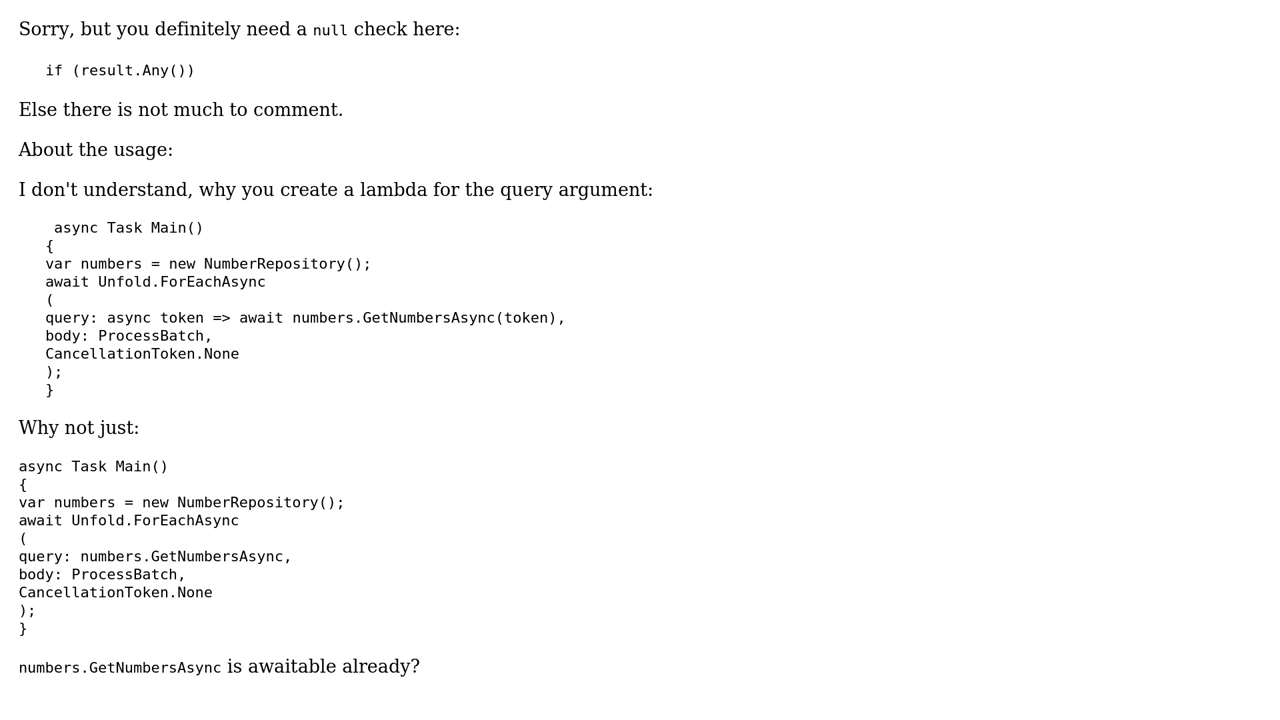 Sorry, but you definitely need a null check here:
if (result.Any())
Else there is not much to comment.
About the usage:
I don't understand, why you create a lambda for the query argument:
async Task Main()
{
var numbers = new NumberRepository();
await Unfold.ForEachAsync
(
query: async token => await numbers.GetNumbersAsync(token),
body: ProcessBatch,
CancellationToken.None
);
}
Why not just:
async Task Main()
{
var numbers = new NumberRepository();
await Unfold.ForEachAsync
(
query: numbers.GetNumbersAsync,
body: ProcessBatch,
CancellationToken.None
);
}
numbers.GetNumbersAsync is awaitable already?